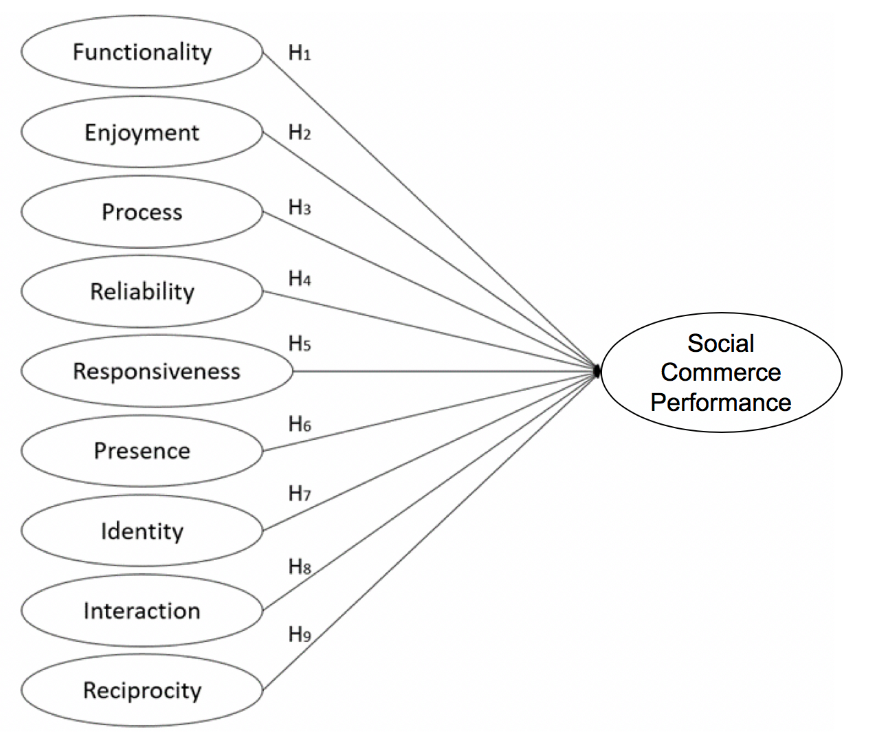 Functionality
H1
Enjoyment
H2
Process
H3
Reliability
H4
Responsiveness
H5
Presence
H6
Identity
H7
Interaction
H8
Reciprocity
H9
Social
Commerce
Performance